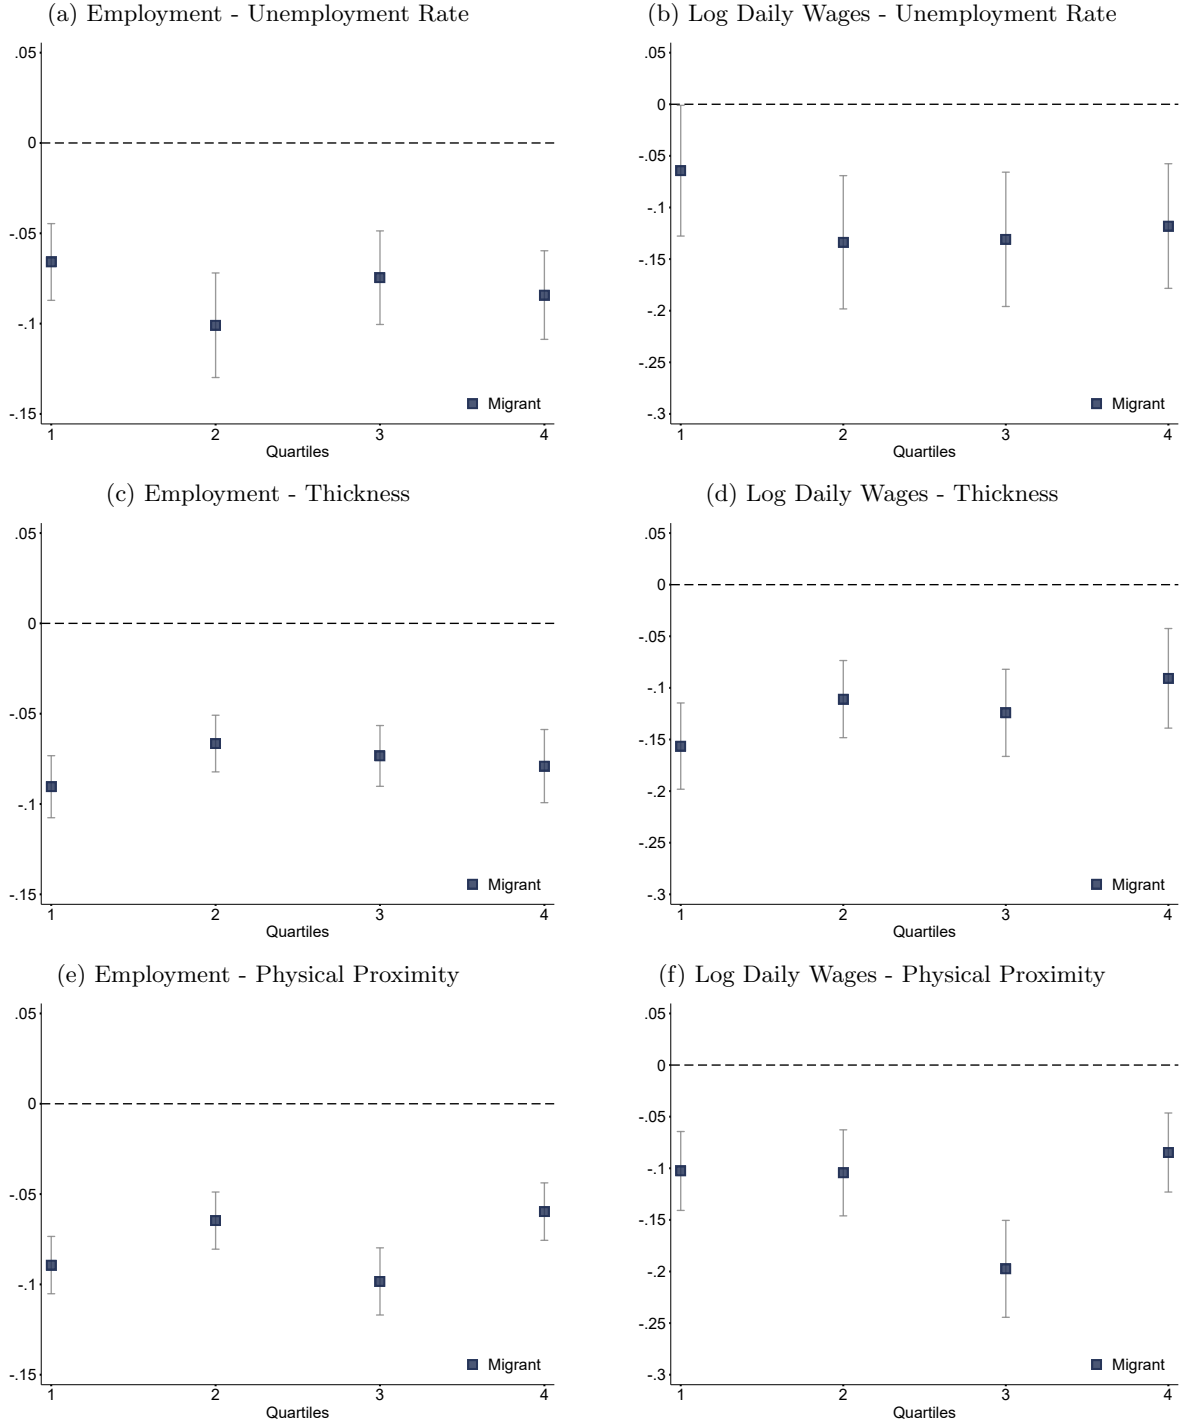 (a) Employment - Unemployment Rate
.05
0
-.05
-.1
-.15
1 2 3 4
Quartiles
Migrant
(b) Log Daily Wages - Unemployment Rate
.05
0
-.05
-.1
-.15
-.2
-.25
-.3
1 2 3 4
Quartiles
Migrant
(c) Employment - Thickness
.05
0
-.05
-.1
-.15
1 2 3 4
Quartiles
Migrant
(d) Log Daily Wages - Thickness
.05
0
-.05
-.1
-.15
-.2
-.25
-.3
1 2 3 4
Quartiles
Migrant
(e) Employment - Physical Proximity
.05
0
-.05
-.1
-.15
1 2 3 4
Quartiles
Migrant
(f) Log Daily Wages - Physical Proximity
.05
0
-.05
-.1
-.15
-.2
-.25
-.3
1 2 3 4
Quartiles
Migrant